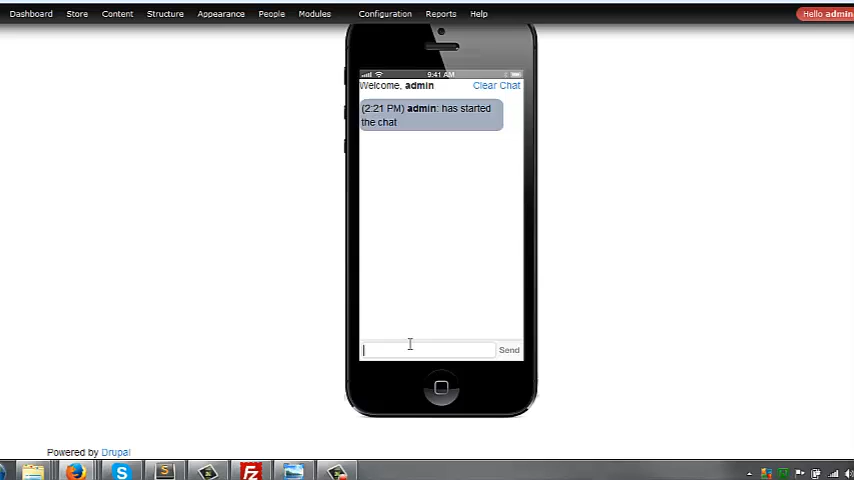 Dashboard Store Content Structure Appearance People Modules Configuration Reports Help Hello admin
9:41 AM
Welcome, admin Clear Chat
(2:21 PM) admin: has started
the chat
Send
Powered by Drupal